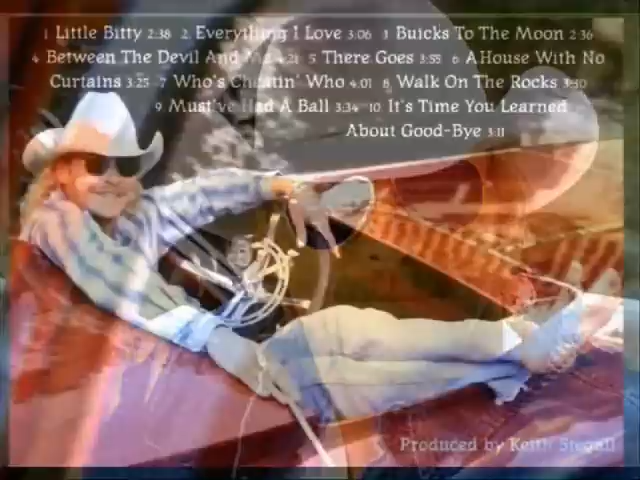 1 Little Bitty 2:38 2 Everything I Love 3:06 3 Buicks To The Moon 2:36
4 Between The Devil And Me 4:21 5 There Goes 3:55 6 A House With No
Curtains 3:25 7 Who's Cheatin' Who 4:01 8 Walk On The Rocks 3:30
9 Must've Had A Ball 3:34 10 It's Time You Learned
About Good-Bye 3:11
Produced by Keith Stegall